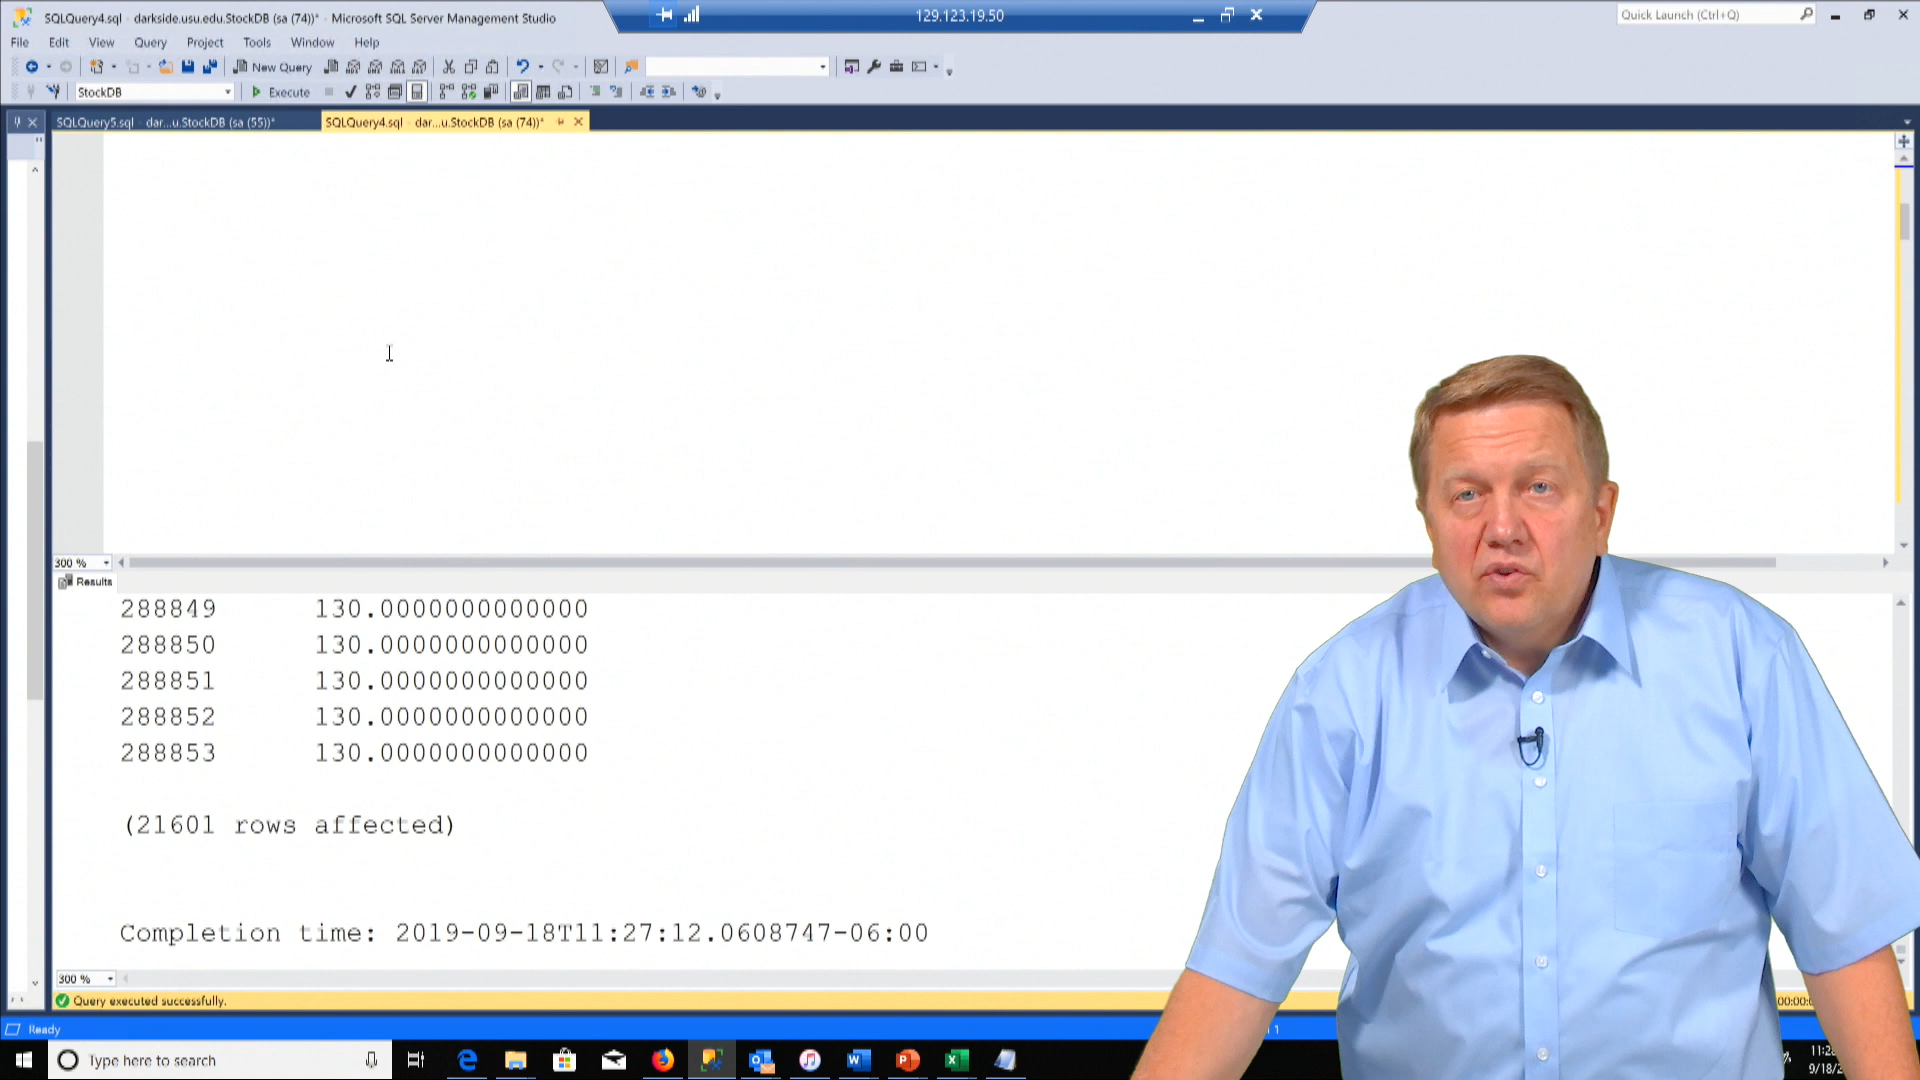 SQLQuery4.sql - darkside.usu.edu.StockDB (sa (74))* - Microsoft SQL Server Management Studio
129.123.19.50
Quick Launch (Ctrl+Q)
File Edit View Query Project Tools Window Help
New Query
StockDB Execute
SQLQuery5.sql - dar...u.StockDB (sa (55))* SQLQuery4.sql - dar...u.StockDB (sa (74))*
300 %
Results
288849 130.0000000000000
288850 130.0000000000000
288851 130.0000000000000
288852 130.0000000000000
288853 130.0000000000000
(21601 rows affected)
Completion time: 2019-09-18T11:27:12.0608747-06:00
300 %
Query executed successfully.
Ready
Type here to search